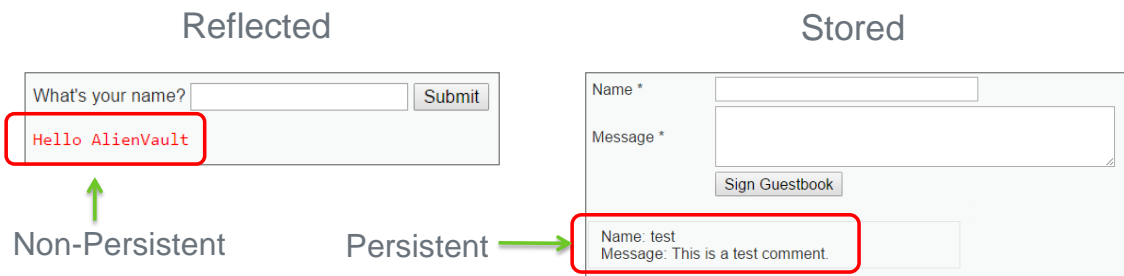 Reflected
What's your name? Submit
Hello AlienVault
Non-Persistent
Stored
Name *
Message *
Sign Guestbook
Name: test
Message: This is a test comment.
Persistent